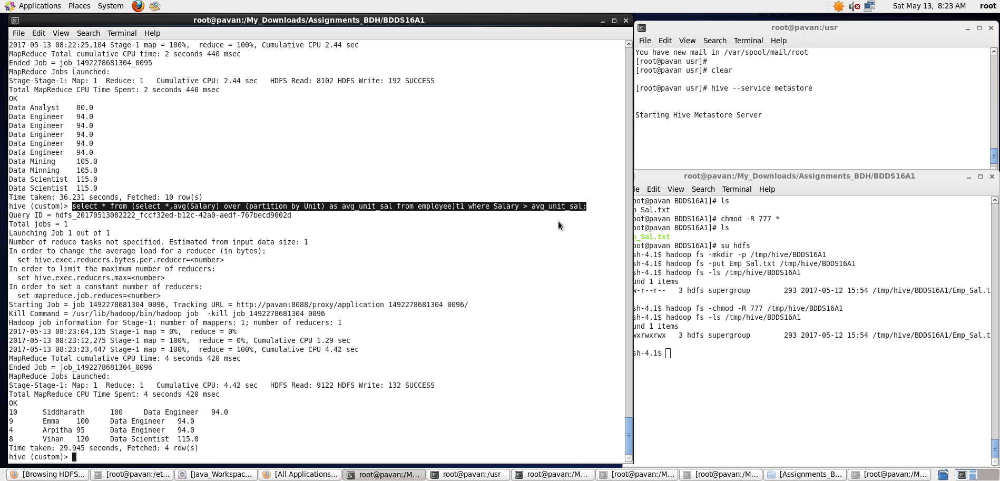 Applications Places System Sat May 13, 8:23 AM root
root@pavan:/My_Downloads/Assignments_BDH/BDDS16A1
File Edit View Search Terminal Help
2017-05-13 08:22:25,104 Stage-1 map = 100%,  reduce = 100%, Cumulative CPU 2.44 sec
MapReduce Total cumulative CPU time: 2 seconds 440 msec
Ended Job = job_1492278681304_0095
MapReduce Jobs Launched:
Stage-Stage-1: Map: 1  Reduce: 1   Cumulative CPU: 2.44 sec   HDFS Read: 8102 HDFS Write: 192 SUCCESS
Total MapReduce CPU Time Spent: 2 seconds 440 msec
OK
Data Analyst    80.0
Data Engineer   94.0
Data Engineer   94.0
Data Engineer   94.0
Data Engineer   94.0
Data Engineer   94.0
Data Mining     105.0
Data Minning    105.0
Data Scientist  115.0
Data Scientist  115.0
Time taken: 36.231 seconds, Fetched: 10 row(s)
hive (custom)> select * from (select *,avg(Salary) over (partition by Unit) as avg_unit_sal from employee)t1 where Salary > avg_unit_sal;
Query ID = hdfs_20170513082222_fccf32ed-b12c-42a0-aedf-767becd9002d
Total jobs = 1
Launching Job 1 out of 1
Number of reduce tasks not specified. Estimated from input data size: 1
In order to change the average load for a reducer (in bytes):
  set hive.exec.reducers.bytes.per.reducer=<number>
In order to limit the maximum number of reducers:
  set hive.exec.reducers.max=<number>
In order to set a constant number of reducers:
  set mapreduce.job.reduces=<number>
Starting Job = job_1492278681304_0096, Tracking URL = http://pavan:8088/proxy/application_1492278681304_0096/
Kill Command = /usr/lib/hadoop/bin/hadoop job  -kill job_1492278681304_0096
Hadoop job information for Stage-1: number of mappers: 1; number of reducers: 1
2017-05-13 08:23:04,135 Stage-1 map = 0%,  reduce = 0%
2017-05-13 08:23:12,275 Stage-1 map = 100%,  reduce = 0%, Cumulative CPU 1.29 sec
2017-05-13 08:23:23,447 Stage-1 map = 100%,  reduce = 100%, Cumulative CPU 4.42 sec
MapReduce Total cumulative CPU time: 4 seconds 420 msec
Ended Job = job_1492278681304_0096
MapReduce Jobs Launched:
Stage-Stage-1: Map: 1  Reduce: 1   Cumulative CPU: 4.42 sec   HDFS Read: 9122 HDFS Write: 132 SUCCESS
Total MapReduce CPU Time Spent: 4 seconds 420 msec
OK
10      Siddharath      100     Data Engineer   94.0
9       Emma    100     Data Engineer   94.0
4       Arpitha 95      Data Engineer   94.0
8       Vihan   120     Data Scientist  115.0
Time taken: 29.945 seconds, Fetched: 4 row(s)
hive (custom)>
root@pavan:/usr
File Edit View Search Terminal Help
You have new mail in /var/spool/mail/root
[root@pavan usr]#
[root@pavan usr]# clear
[root@pavan usr]# hive --service metastore
Starting Hive Metastore Server
root@pavan:/My_Downloads/Assignments_BDH/BDDS16A1
le Edit View Search Terminal Help
oot@pavan BDDS16A1]# ls
p_Sal.txt
oot@pavan BDDS16A1]# chmod -R 777 *
oot@pavan BDDS16A1]# ls
p_Sal.txt
oot@pavan BDDS16A1]# su hdfs
sh-4.1$ hadoop fs -mkdir -p /tmp/hive/BDDS16A1
sh-4.1$ hadoop fs -put Emp_Sal.txt /tmp/hive/BDDS16A1
sh-4.1$ hadoop fs -ls /tmp/hive/BDDS16A1
und 1 items
w-r--r--   3 hdfs supergroup        293 2017-05-12 15:54 /tmp/hive/BDDS16A1/Emp_Sal.t
sh-4.1$ hadoop fs -chmod -R 777 /tmp/hive/BDDS16A1
sh-4.1$ hadoop fs -ls /tmp/hive/BDDS16A1
und 1 items
wxrwxrwx   3 hdfs supergroup        293 2017-05-12 15:54 /tmp/hive/BDDS16A1/Emp_Sal.t
sh-4.1$
[Browsing HDFS... [root@pavan:/et... [Java_Workspac... [All Applications... root@pavan:/M... root@pavan:/usr root@pavan:/M... [root@pavan:/M... [root@pavan:/M... [Assignments_B... [root@pavan:/M...